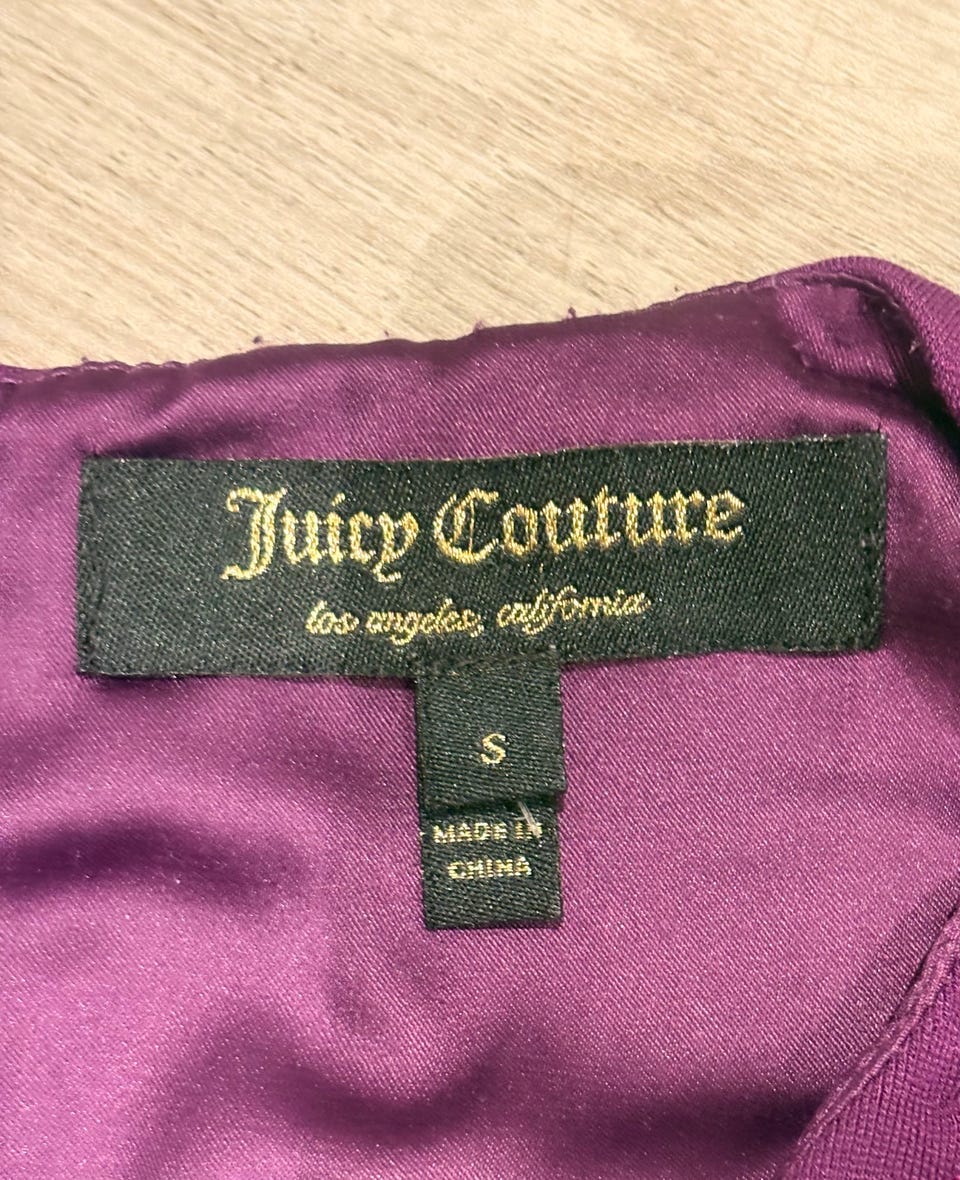 Juicy Couture
los angeles, california
S
MADE IN
CHINA